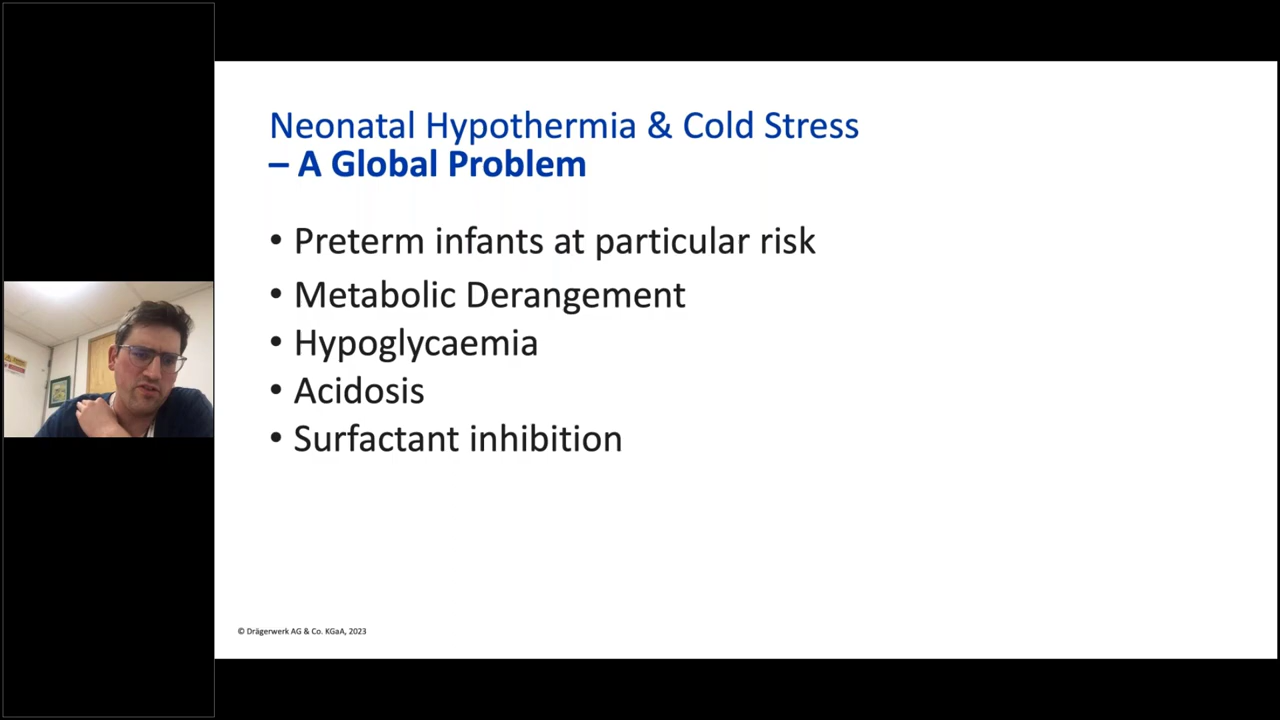 Neonatal Hypothermia & Cold Stress
– A Global Problem
• Preterm infants at particular risk
• Metabolic Derangement
• Hypoglycaemia
• Acidosis
• Surfactant inhibition
© Drägerwerk AG & Co. KGaA, 2023